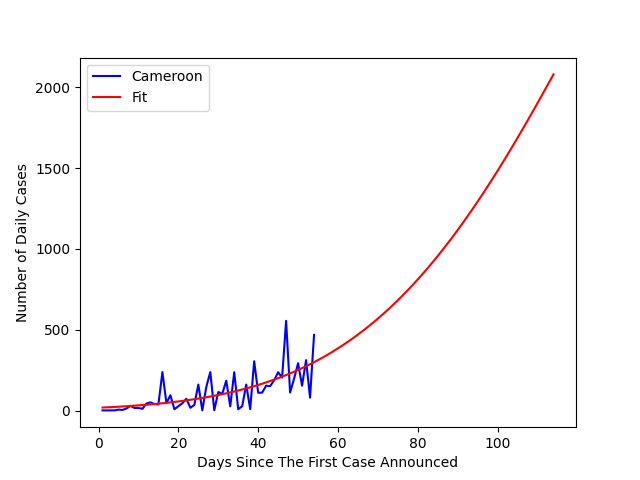 Cameroon
Fit
2000
1500
1000
500
0
Number of Daily Cases
0 20 40 60 80 100
Days Since The First Case Announced